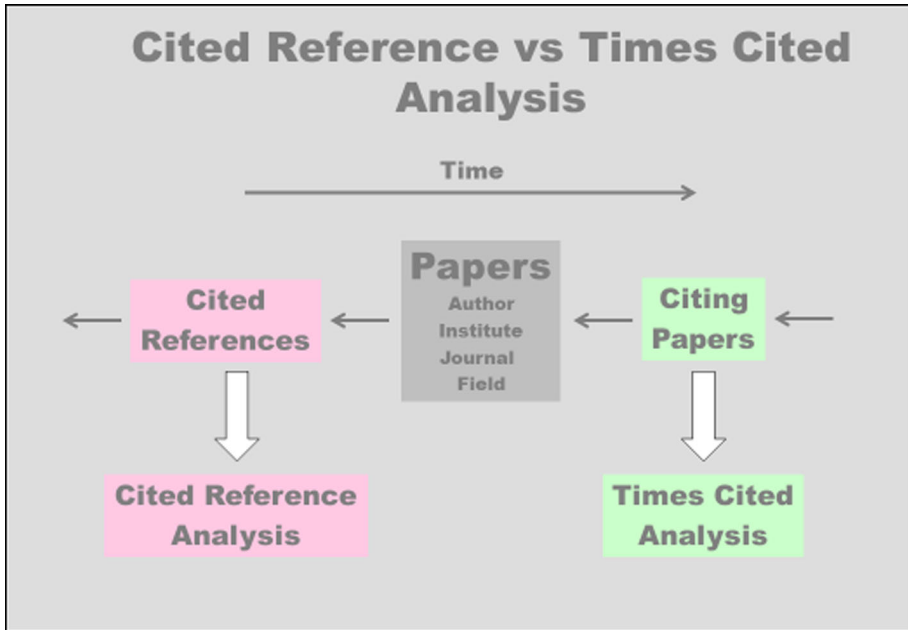 Cited Reference vs Times Cited
Analysis
Time
Papers
Author
Institute
Journal
Field
Cited
References
Citing
Papers
Cited Reference
Analysis
Times Cited
Analysis